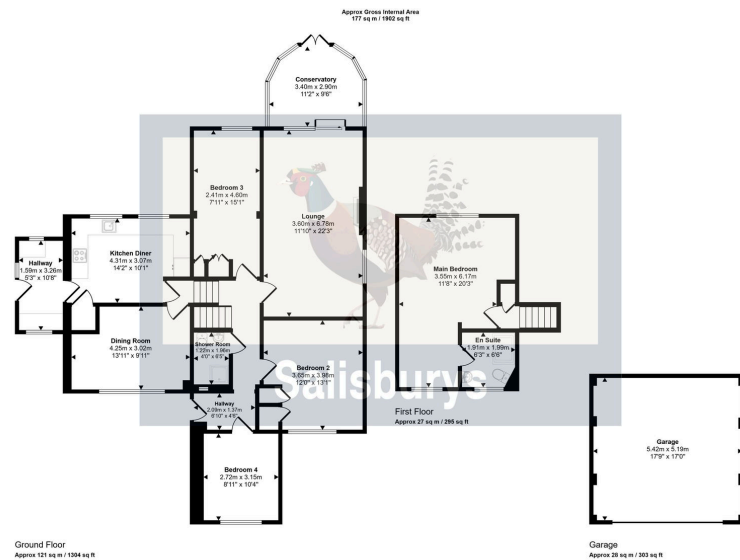 Approx Gross Internal Area
177 sq m / 1902 sq ft
Conservatory
3.40m x 2.90m
11'2" x 9'6"
Bedroom 3
2.41m x 4.60m
7'11" x 15'1"
Lounge
3.60m x 6.78m
11'10" x 22'3"
Kitchen Diner
4.31m x 3.07m
14'2" x 10'1"
Hallway
1.59m x 3.26m
5'3" x 10'8"
Main Bedroom
3.55m x 6.17m
11'8" x 20'3"
Dining Room
4.25m x 3.02m
13'11" x 9'11"
Shower Room
1.22m x 1.96m
4'0" x 6'5"
En Suite
1.91m x 1.99m
6'3" x 6'6"
Bedroom 2
3.65m x 3.98m
12'0" x 13'1"
Salisburys
Hallway
2.09m x 1.37m
6'10" x 4'6"
First Floor
Approx 27 sq m / 295 sq ft
Garage
5.42m x 5.19m
17'9" x 17'0"
Bedroom 4
2.72m x 3.15m
8'11" x 10'4"
Ground Floor
Approx 121 sq m / 1304 sq ft
Garage
Approx 28 sq m / 303 sq ft